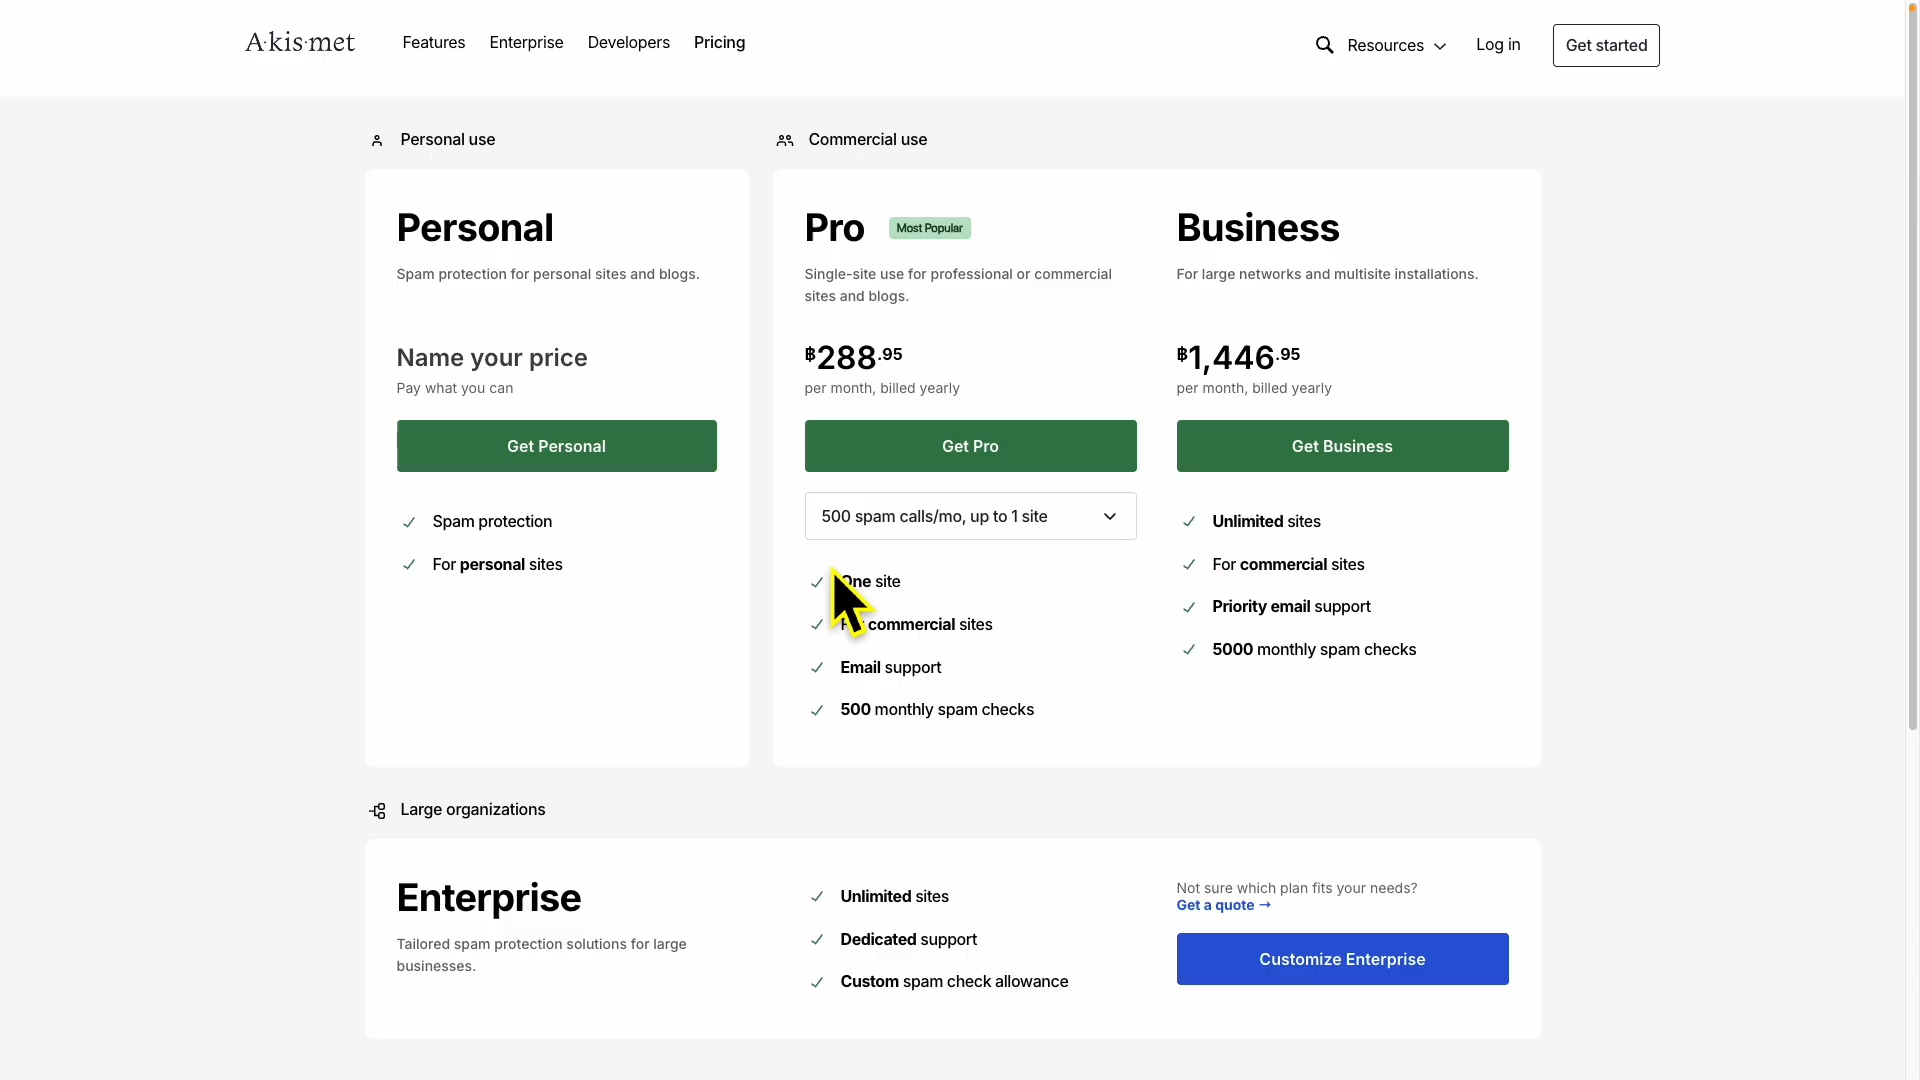 A·kis·met
Features
Enterprise
Developers
Pricing
Resources
Log in
Get started
Personal use
Personal
Spam protection for personal sites and blogs.
Name your price
Pay what you can
Get Personal
Spam protection
For personal sites
Commercial use
Pro
Most Popular
Single-site use for professional or commercial
sites and blogs.
฿288.95
per month, billed yearly
Get Pro
500 spam calls/mo, up to 1 site
One site
commercial sites
Email support
500 monthly spam checks
Business
For large networks and multisite installations.
฿1,446.95
per month, billed yearly
Get Business
Unlimited sites
For commercial sites
Priority email support
5000 monthly spam checks
Large organizations
Enterprise
Tailored spam protection solutions for large
businesses.
Unlimited sites
Dedicated support
Custom spam check allowance
Not sure which plan fits your needs?
Get a quote →
Customize Enterprise